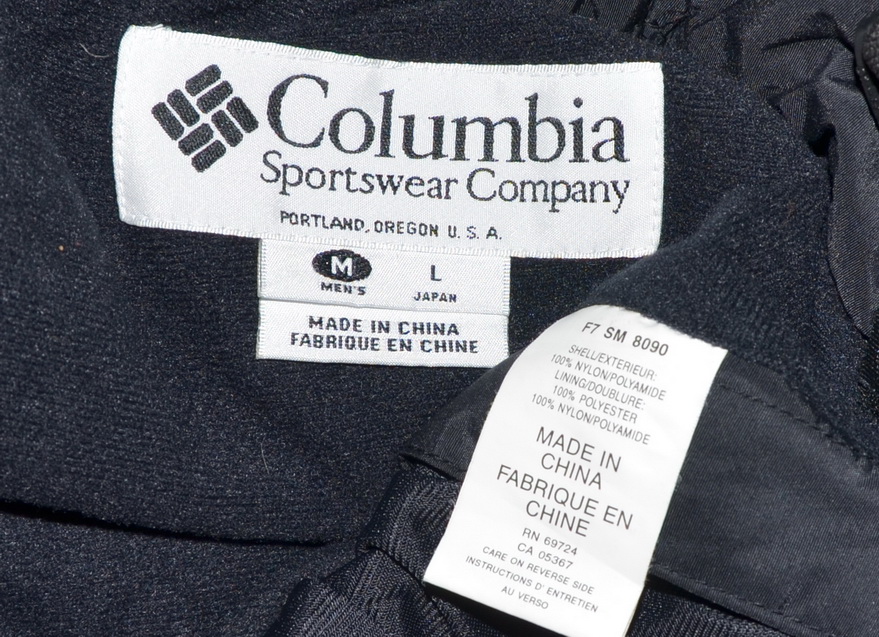 Columbia
Sportswear Company
PORTLAND, OREGON U. S. A.
M L
MEN'S JAPAN
MADE IN CHINA
FABRIQUE EN CHINE
F7 SM 8090
SHELL/EXTERIEUR:
100% NYLON/POLYAMIDE
LINING/DOUBLURE:
100% POLYESTER
100% NYLON/POLYAMIDE
MADE IN
CHINA
FABRIQUE EN
CHINE
RN 69724
CA 05367
CARE ON REVERSE SIDE
INSTRUCTIONS D' ENTRETIEN
AU VERSO